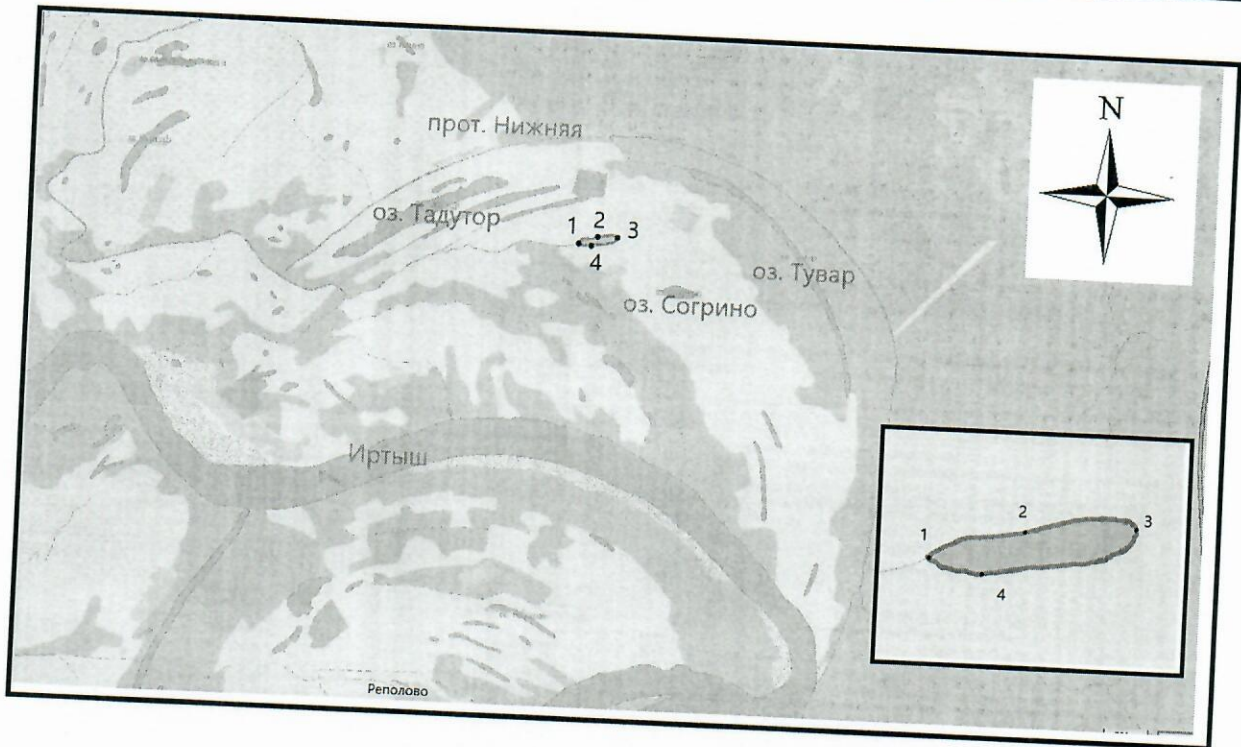 N
прот. Нижняя
оз. Тадутор
1 2 3
4
оз. Тувар
оз. Согрино
Иртыш
1 2 3
4
Реполово